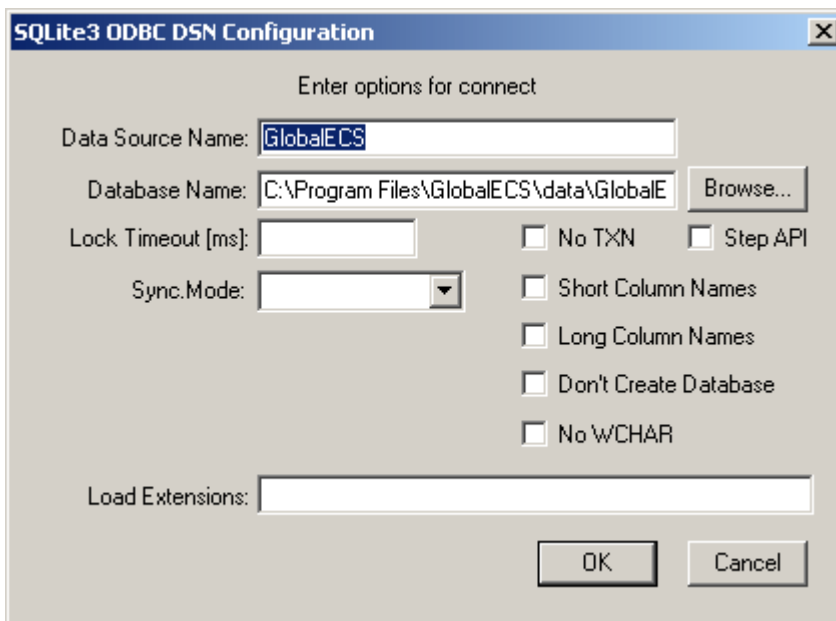 SQLite3 ODBC DSN Configuration
Enter options for connect
Data Source Name: GlobalECS
Database Name: C:\Program Files\GlobalECS\data\GlobalE Browse...
Lock Timeout [ms]: No TXN Step API
Sync.Mode: Short Column Names
Long Column Names
Don't Create Database
No WCHAR
Load Extensions:
OK Cancel